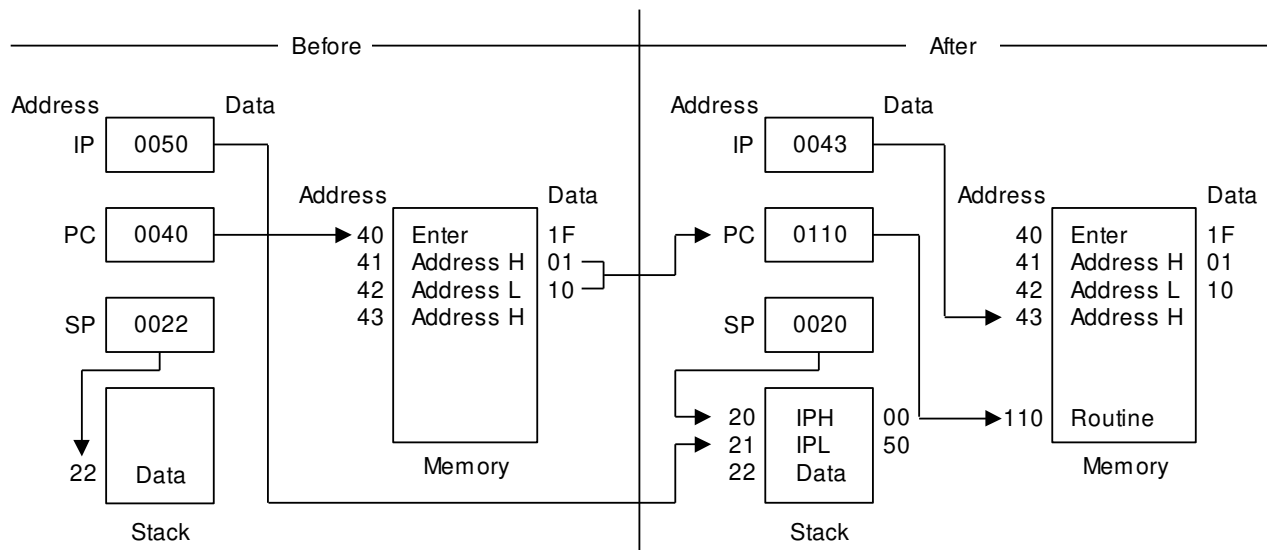 Before
Address Data
IP 0050
Address Data
PC 0040
40 Enter 1F
41 Address H 01
42 Address L 10
43 Address H
SP 0022
22 Data
Memory
Stack
After
Address Data
IP 0043
Address Data
PC 0110
40 Enter 1F
41 Address H 01
42 Address L 10
43 Address H
SP 0020
20 IPH 00
21 IPL 50
22 Data
110 Routine
Memory
Stack